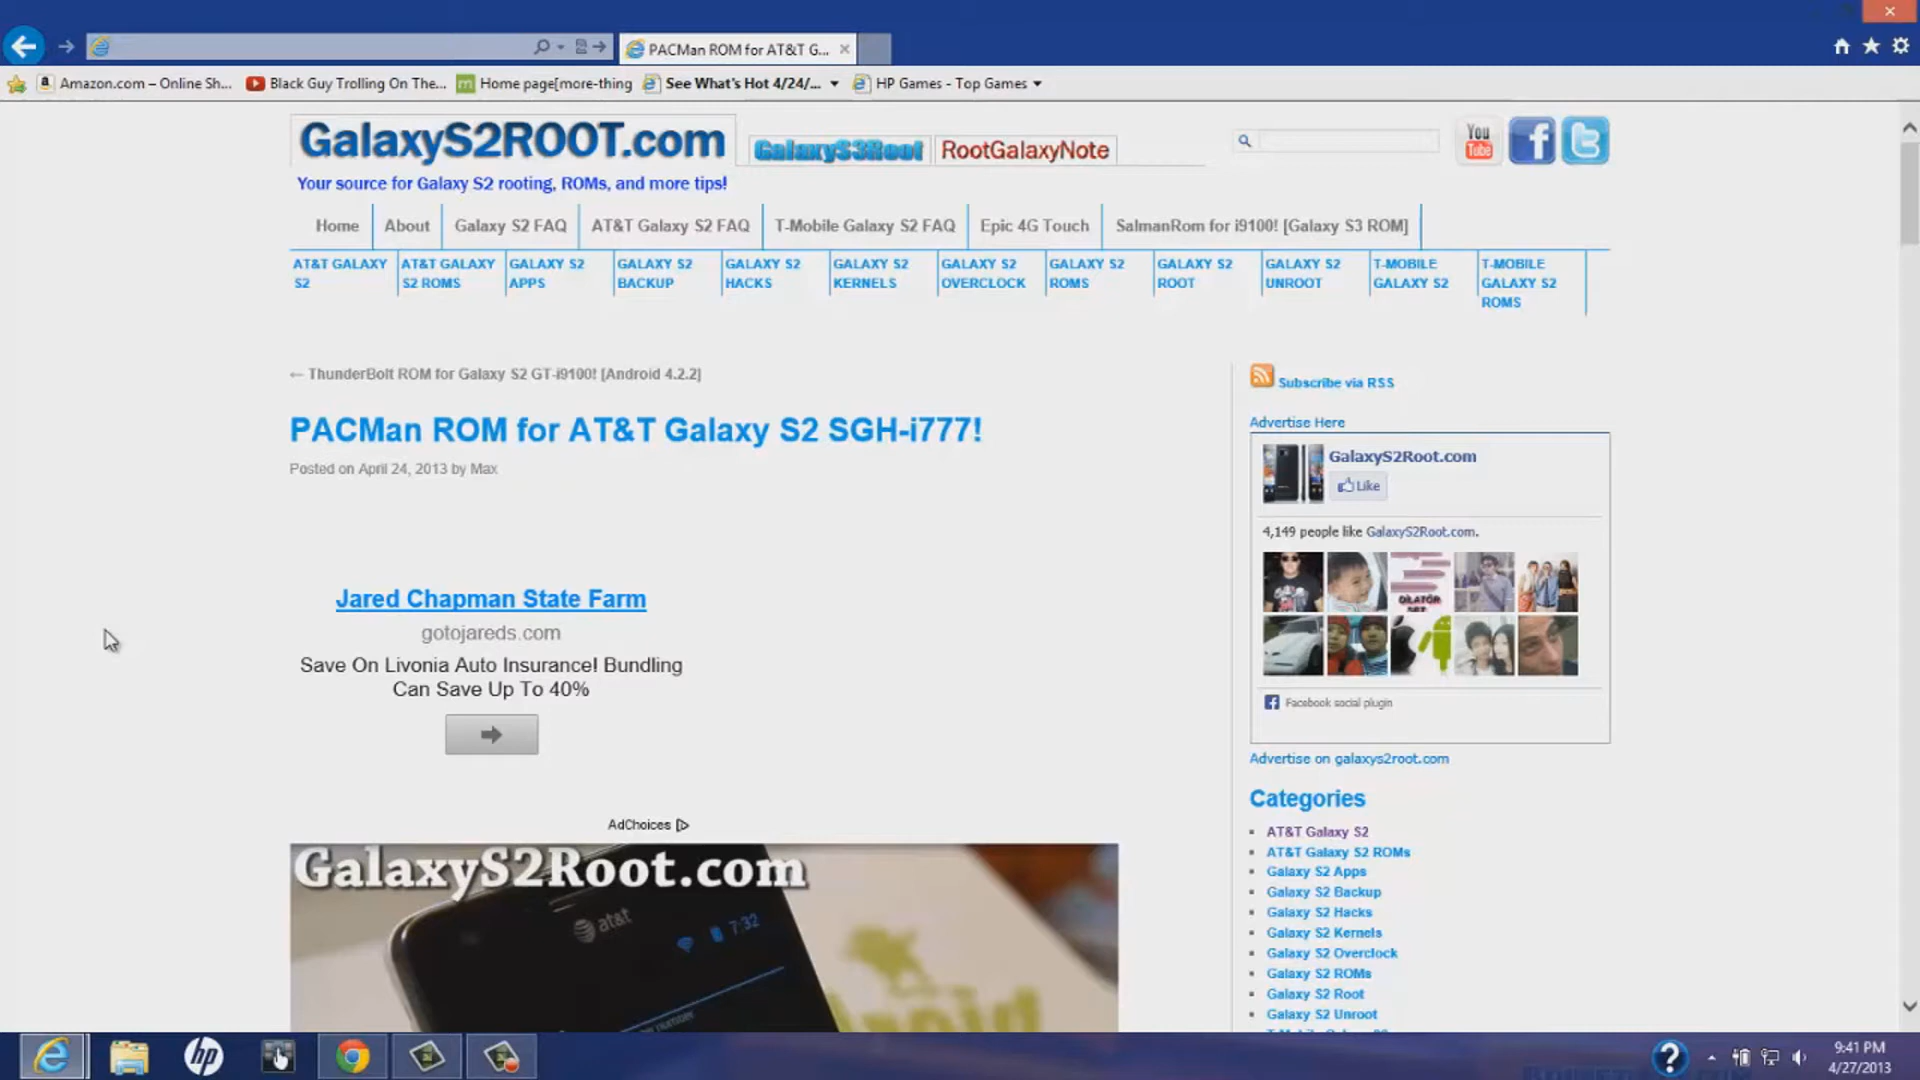 PACMan ROM for AT&T G...
Amazon.com – Online Sh...
Black Guy Trolling On The...
Home page[more-thing
See What's Hot 4/24/...
HP Games - Top Games
GalaxyS2ROOT.com
GalaxyS3Root
RootGalaxyNote
You
Tube
Your source for Galaxy S2 rooting, ROMs, and more tips!
Home
About
Galaxy S2 FAQ
AT&T Galaxy S2 FAQ
T-Mobile Galaxy S2 FAQ
Epic 4G Touch
SalmanRom for i9100! [Galaxy S3 ROM]
AT&T GALAXY
S2
AT&T GALAXY
S2 ROMS
GALAXY S2
APPS
GALAXY S2
BACKUP
GALAXY S2
HACKS
GALAXY S2
KERNELS
GALAXY S2
OVERCLOCK
GALAXY S2
ROMS
GALAXY S2
ROOT
GALAXY S2
UNROOT
T-MOBILE
GALAXY S2
T-MOBILE
GALAXY S2
ROMS
← ThunderBolt ROM for Galaxy S2 GT-i9100! [Android 4.2.2]
PACMan ROM for AT&T Galaxy S2 SGH-i777!
Posted on April 24, 2013 by Max
Jared Chapman State Farm
gotojareds.com
Save On Livonia Auto Insurance! Bundling
Can Save Up To 40%
AdChoices
GalaxyS2Root.com
at&t
7:32
number
Subscribe via RSS
Advertise Here
GalaxyS2Root.com
Like
4,149 people like GalaxyS2Root.com.
Facebook social plugin
Advertise on galaxys2root.com
Categories
AT&T Galaxy S2
AT&T Galaxy S2 ROMs
Galaxy S2 Apps
Galaxy S2 Backup
Galaxy S2 Hacks
Galaxy S2 Kernels
Galaxy S2 Overclock
Galaxy S2 ROMs
Galaxy S2 Root
Galaxy S2 Unroot
hp
9:41 PM
4/27/2013